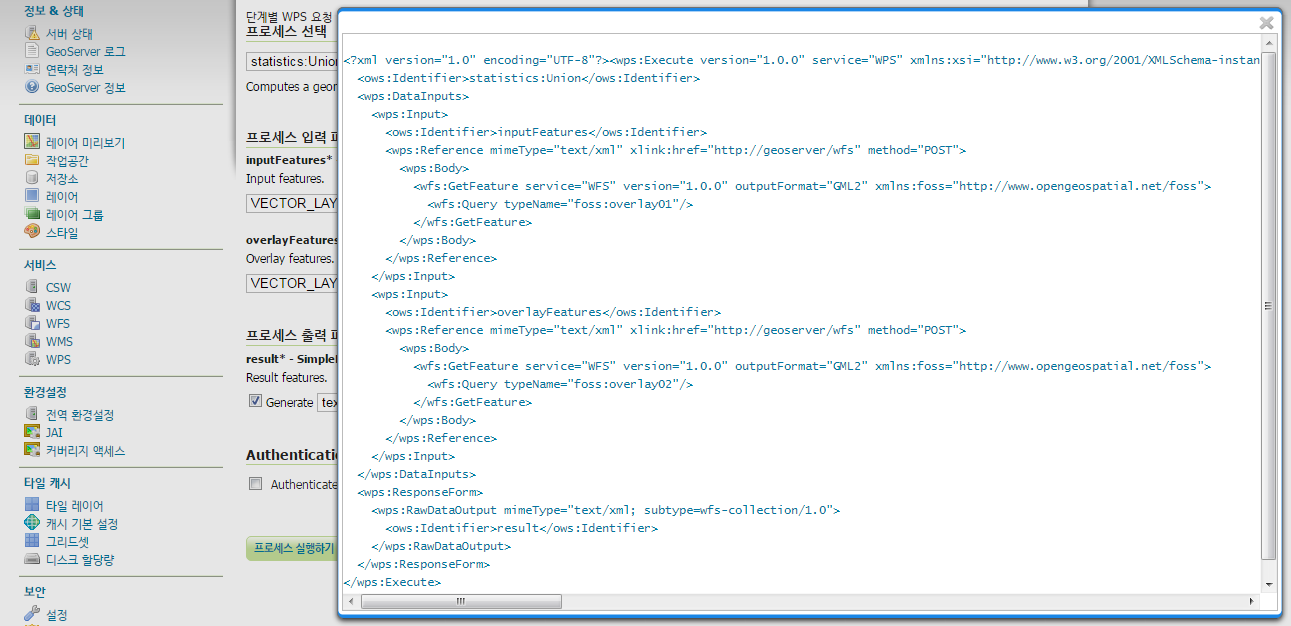 정보 & 상태
서버 상태
GeoServer 로그
연락처 정보
GeoServer 정보
데이터
레이어 미리보기
작업공간
저장소
레이어
레이어 그룹
스타일
서비스
CSW
WCS
WFS
WMS
WPS
환경설정
전역 환경설정
JAI
커버리지 액세스
타일 캐시
타일 레이어
캐시 기본 설정
그리드셋
디스크 할당량
보안
설정
단계별 WPS 요청
프로세스 선택
statistics:Union
Computes a geor
프로세스 입력
inputFeatures* -
Input features.
VECTOR_LAY
overlayFeatures
Overlay features.
VECTOR_LAY
프로세스 출력
result* - Simple
Result features.
Generate tex
Authenticati
Authenticate
프로세스 실행하기
<?xml version="1.0" encoding="UTF-8"?><wps:Execute version="1.0.0" service="WPS" xmlns:xsi="http://www.w3.org/2001/XMLSchema-instan
<ows:Identifier>statistics:Union</ows:Identifier>
<wps:DataInputs>
<wps:Input>
<ows:Identifier>inputFeatures</ows:Identifier>
<wps:Reference mimeType="text/xml" xlink:href="http://geoserver/wfs" method="POST">
<wps:Body>
<wfs:GetFeature service="WFS" version="1.0.0" outputFormat="GML2" xmlns:foss="http://www.opengeospatial.net/foss">
<wfs:Query typeName="foss:overlay01"/>
</wfs:GetFeature>
</wps:Body>
</wps:Reference>
</wps:Input>
<wps:Input>
<ows:Identifier>overlayFeatures</ows:Identifier>
<wps:Reference mimeType="text/xml" xlink:href="http://geoserver/wfs" method="POST">
<wps:Body>
<wfs:GetFeature service="WFS" version="1.0.0" outputFormat="GML2" xmlns:foss="http://www.opengeospatial.net/foss">
<wfs:Query typeName="foss:overlay02"/>
</wfs:GetFeature>
</wps:Body>
</wps:Reference>
</wps:Input>
</wps:DataInputs>
<wps:ResponseForm>
<wps:RawDataOutput mimeType="text/xml; subtype=wfs-collection/1.0">
<ows:Identifier>result</ows:Identifier>
</wps:RawDataOutput>
</wps:ResponseForm>
</wps:Execute>